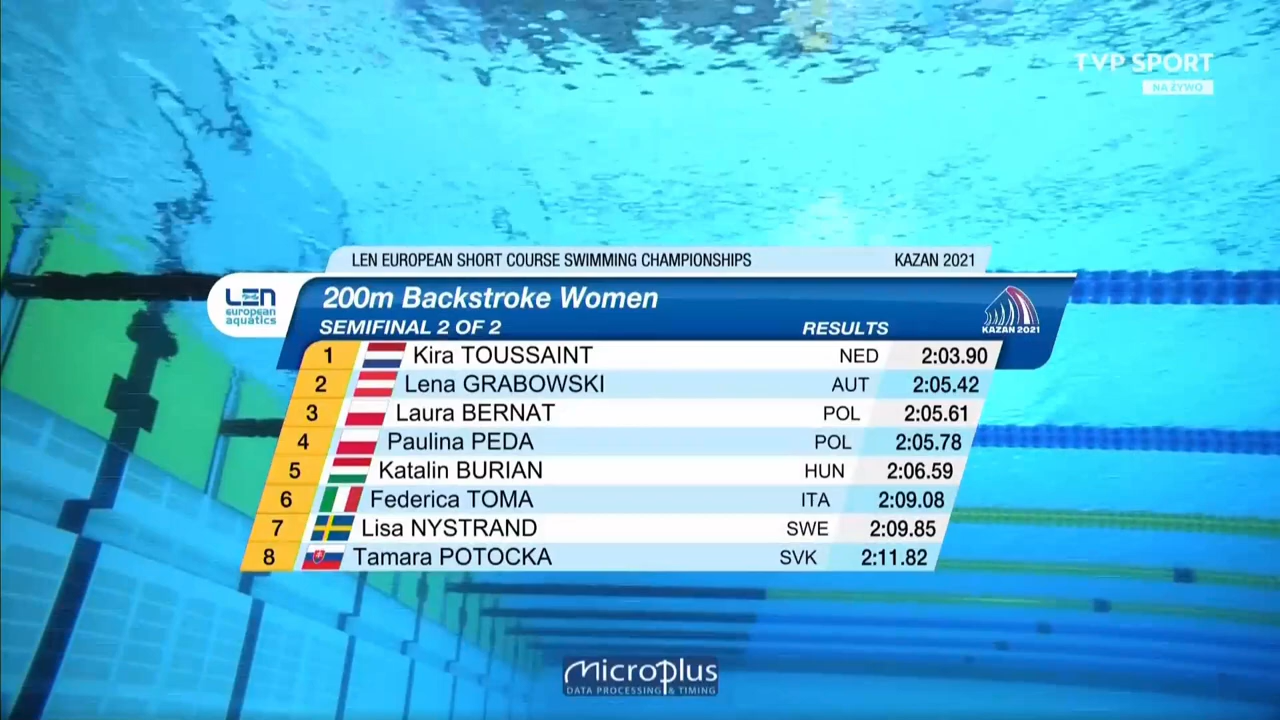 TVP SPORT
NA ŻYWO
LEN EUROPEAN SHORT COURSE SWIMMING CHAMPIONSHIPS KAZAN 2021
LEN
european
aquatics
200m Backstroke Women
SEMIFINAL 2 OF 2 RESULTS
KAZAN 2021
1 Kira TOUSSAINT NED 2:03.90
2 Lena GRABOWSKI AUT 2:05.42
3 Laura BERNAT POL 2:05.61
4 Paulina PEDA POL 2:05.78
5 Katalin BURIAN HUN 2:06.59
6 Federica TOMA ITA 2:09.08
7 Lisa NYSTRAND SWE 2:09.85
8 Tamara POTOCKA SVK 2:11.82
Microplus
DATA PROCESSING & TIMING